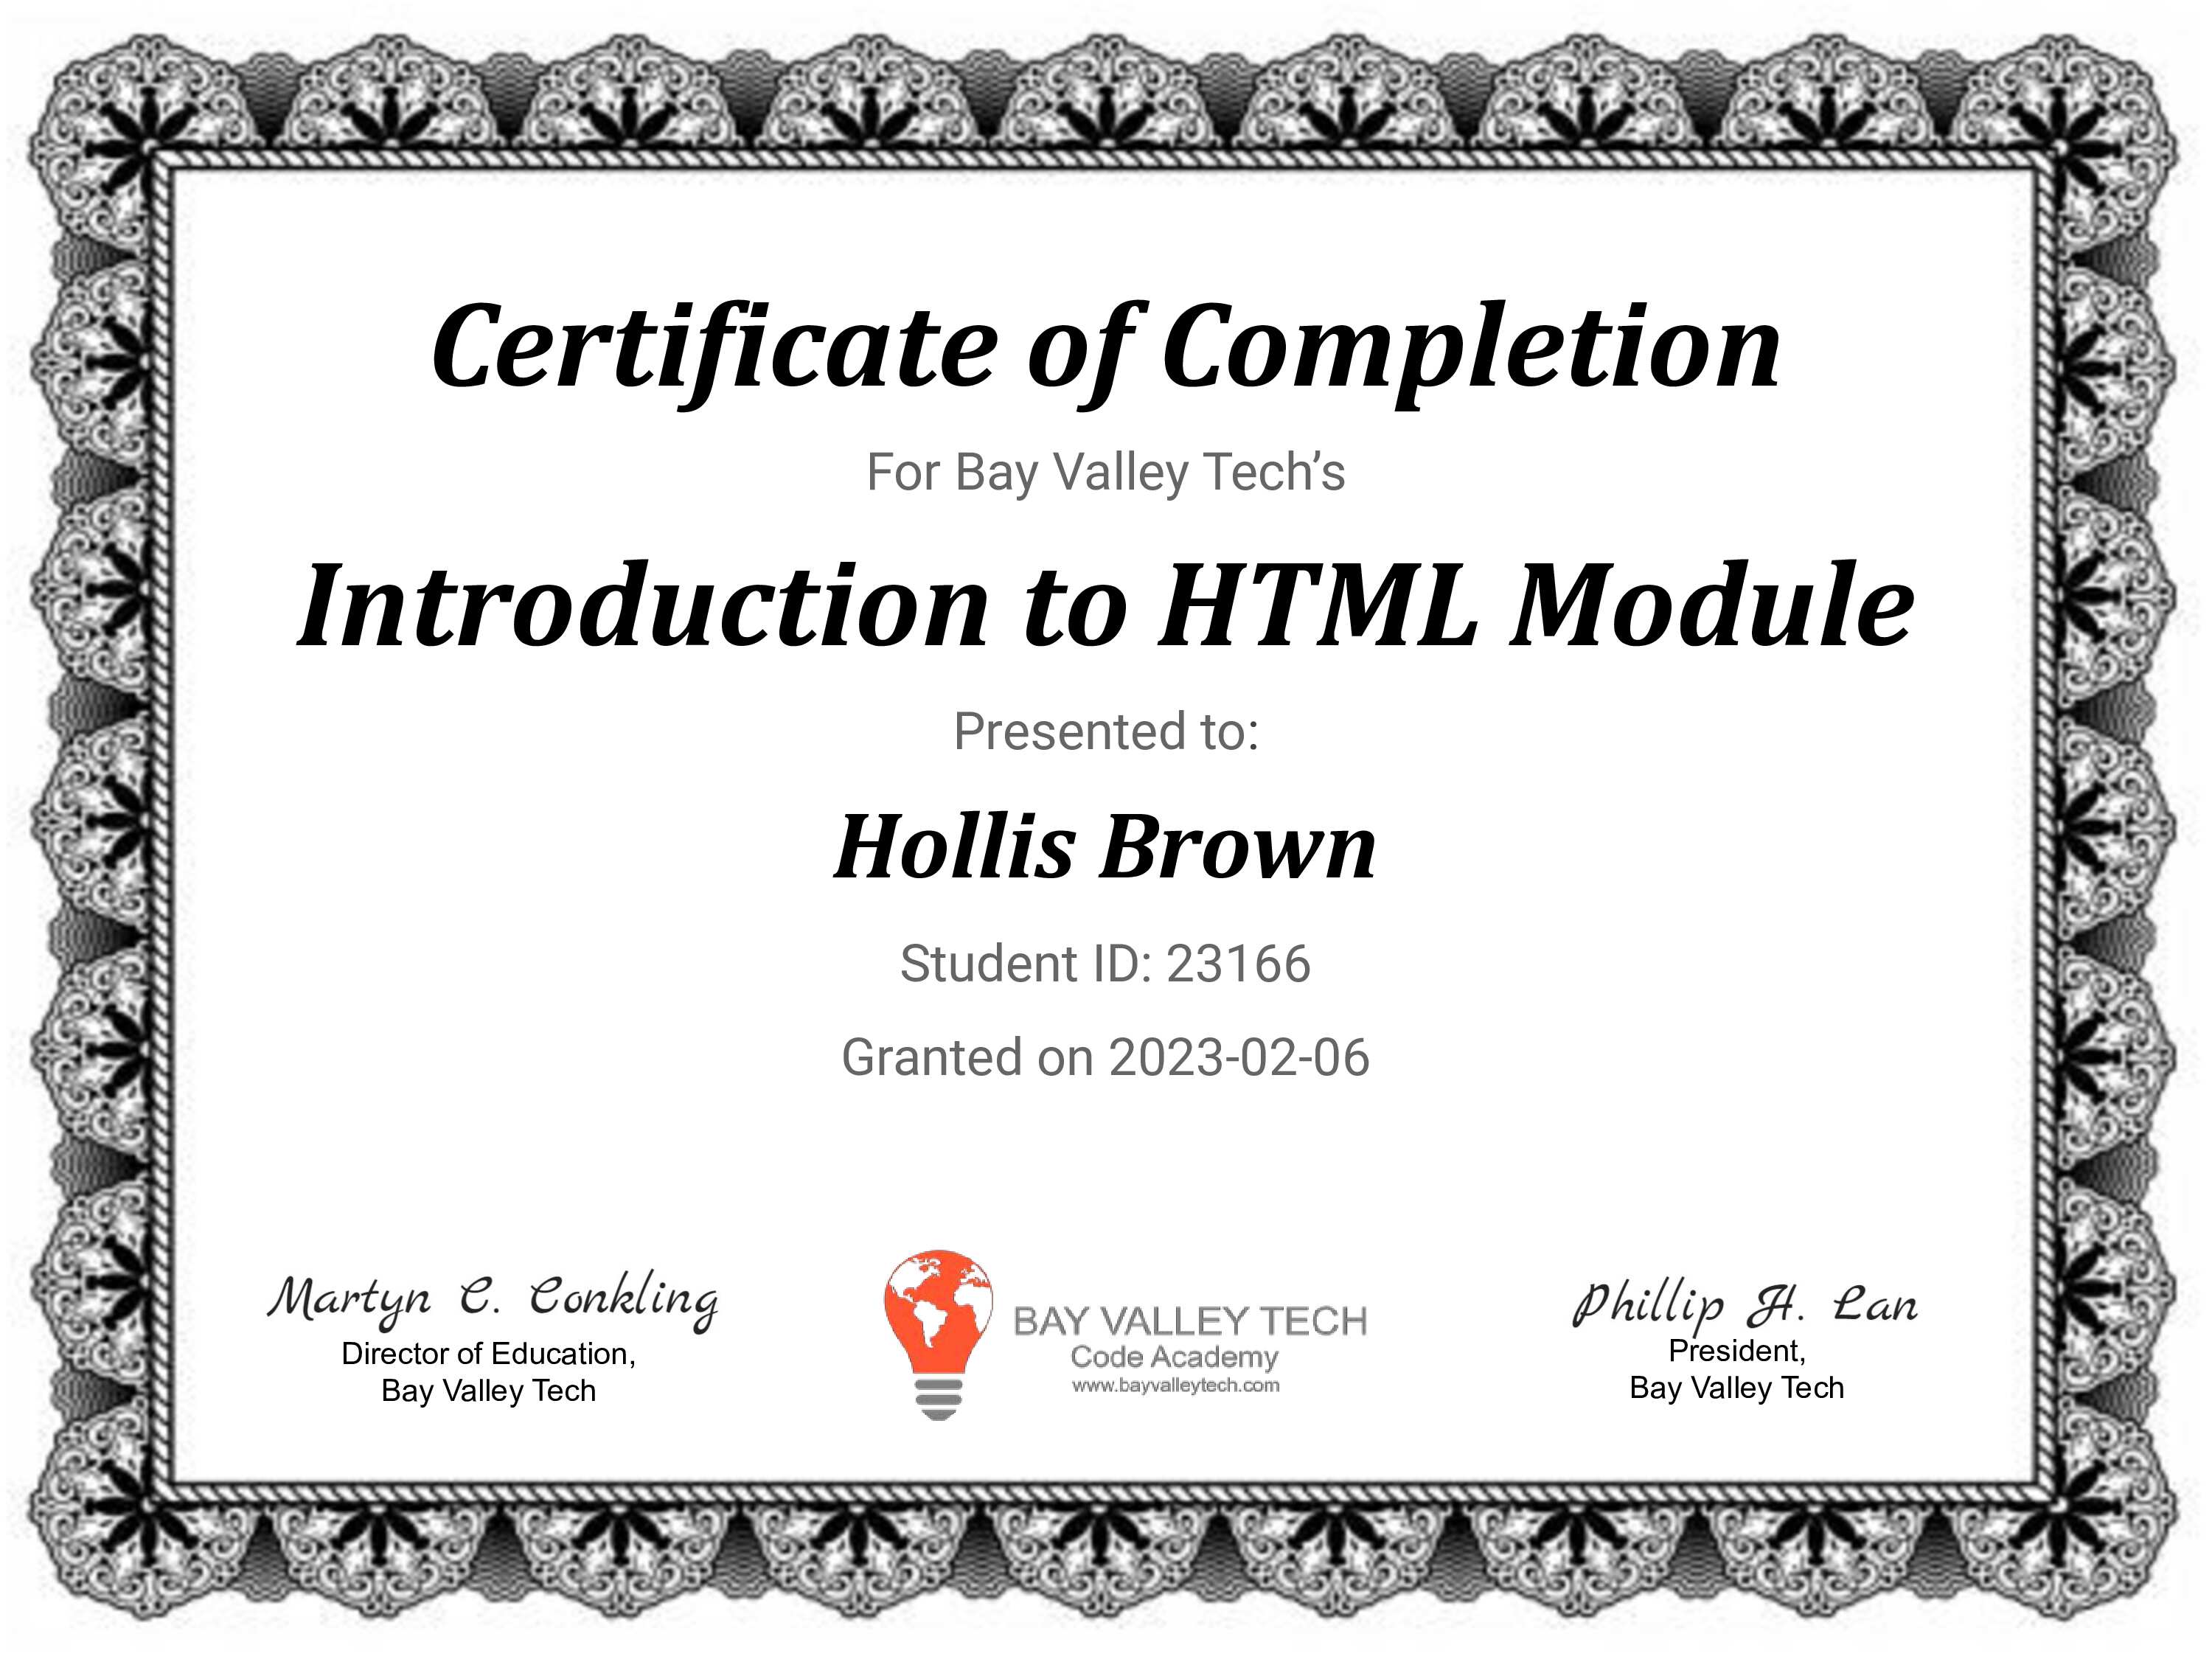 Certificate of Completion
For Bay Valley Tech’s
Introduction to HTML Module
Presented to:
Hollis Brown
Student ID: 23166
Granted on 2023-02-06
Martyn C. Conkling
Director of Education,
Bay Valley Tech
BAY VALLEY TECH
Code Academy
www.bayvalleytech.com
Phillip H. Lan
President,
Bay Valley Tech